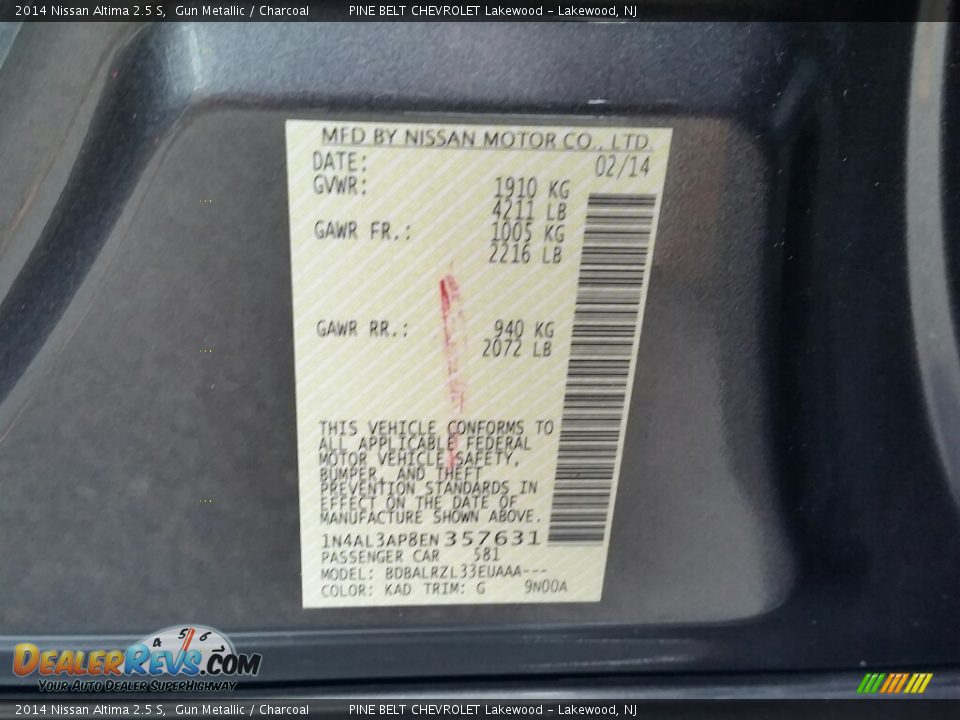 2014 Nissan Altima 2.5 S, Gun Metallic / Charcoal PINE BELT CHEVROLET Lakewood - Lakewood, NJ
MFD BY NISSAN MOTOR CO., LTD.
DATE: 02/14
GVWR: 1910 KG
4211 LB
GAWR FR.: 1005 KG
2216 LB
GAWR RR.: 940 KG
2072 LB
THIS VEHICLE CONFORMS TO
ALL APPLICABLE FEDERAL
MOTOR VEHICLE SAFETY,
BUMPER, AND THEFT
PREVENTION STANDARDS IN
EFFECT ON THE DATE OF
MANUFACTURE SHOWN ABOVE.
1N4AL3AP8EN357631
PASSENGER CAR 581
MODEL: BDBALRZL33EUAAA---
COLOR: KAD TRIM: G 9N00A
4 5 6
DEALERREVS.COM
YOUR AUTO DEALER SUPERHIGHWAY
2014 Nissan Altima 2.5 S, Gun Metallic / Charcoal PINE BELT CHEVROLET Lakewood - Lakewood, NJ